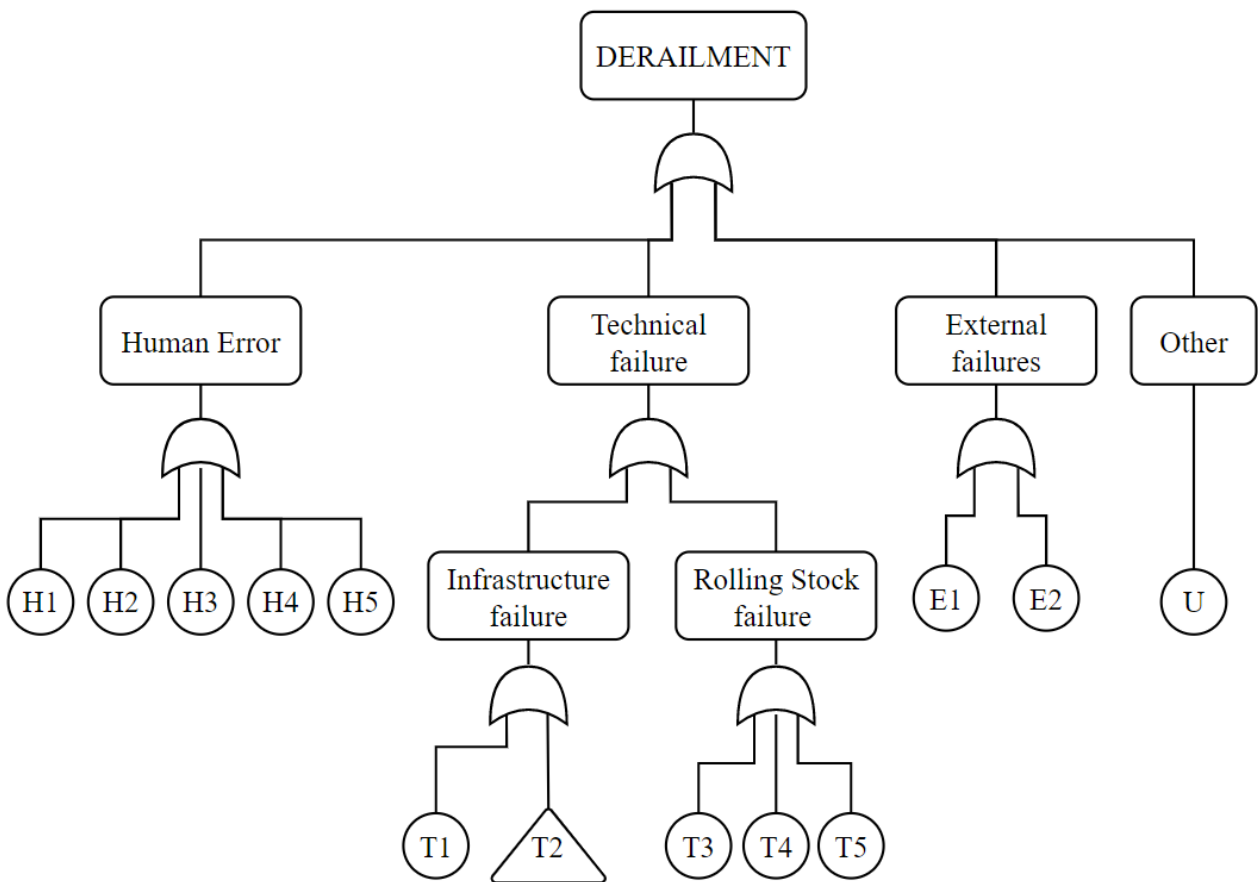 DERAILMENT
Human Error
Technical
failure
External
failures
Other
Infrastructure
failure
Rolling Stock
failure
H1
H2
H3
H4
H5
E1
E2
U
T1
T2
T3
T4
T5